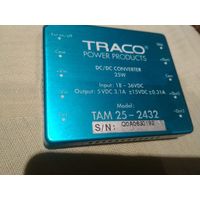 TRACO
POWER PRODUCTS
DC/DC CONVERTER
25W
Input: 18 - 36VDC
Output: 5VDC 3,1A ±15VDC ±0,31A
Model:
TAM 25 - 2432
S/N: